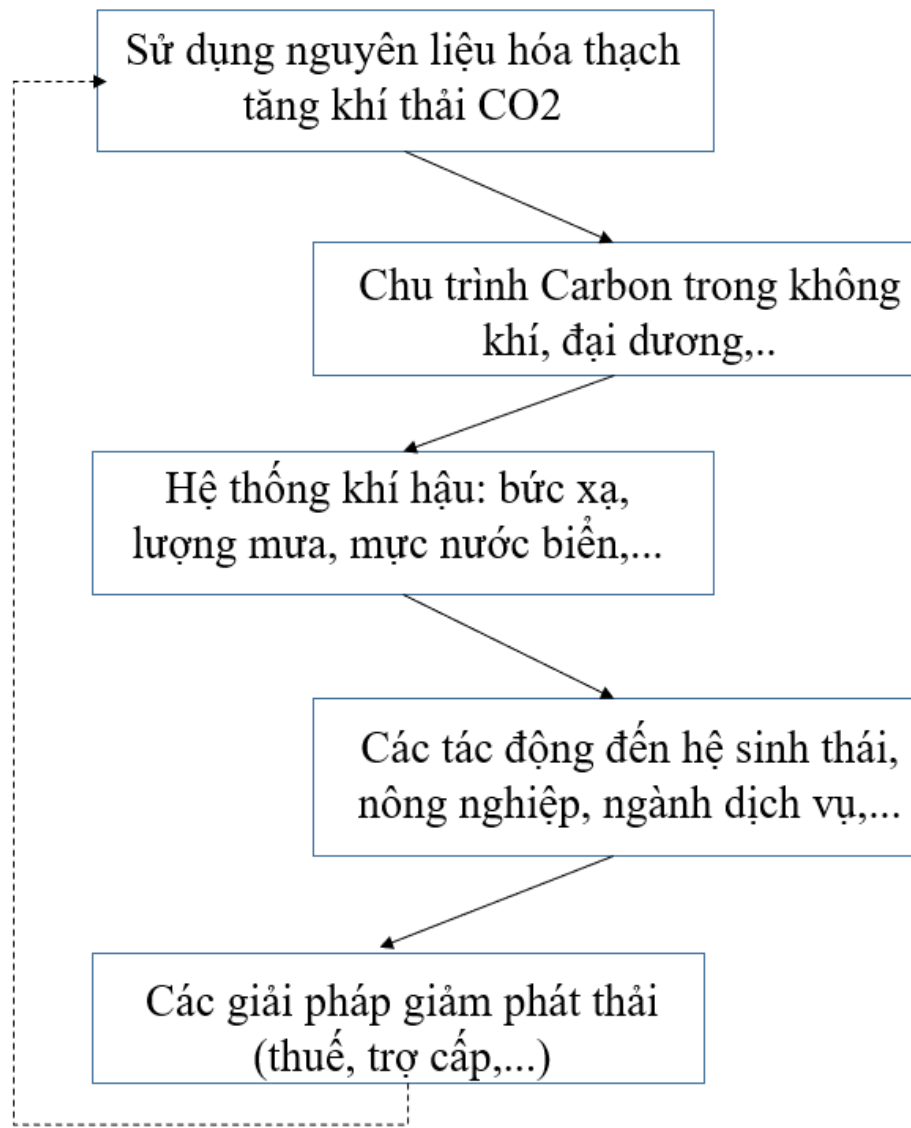 Sử dụng nguyên liệu hóa thạch
tăng khí thải CO2
Chu trình Carbon trong không
khí, đại dương,..
Hệ thống khí hậu: bức xạ,
lượng mưa, mực nước biển,...
Các tác động đến hệ sinh thái,
nông nghiệp, ngành dịch vụ,...
Các giải pháp giảm phát thải
(thuế, trợ cấp,...)